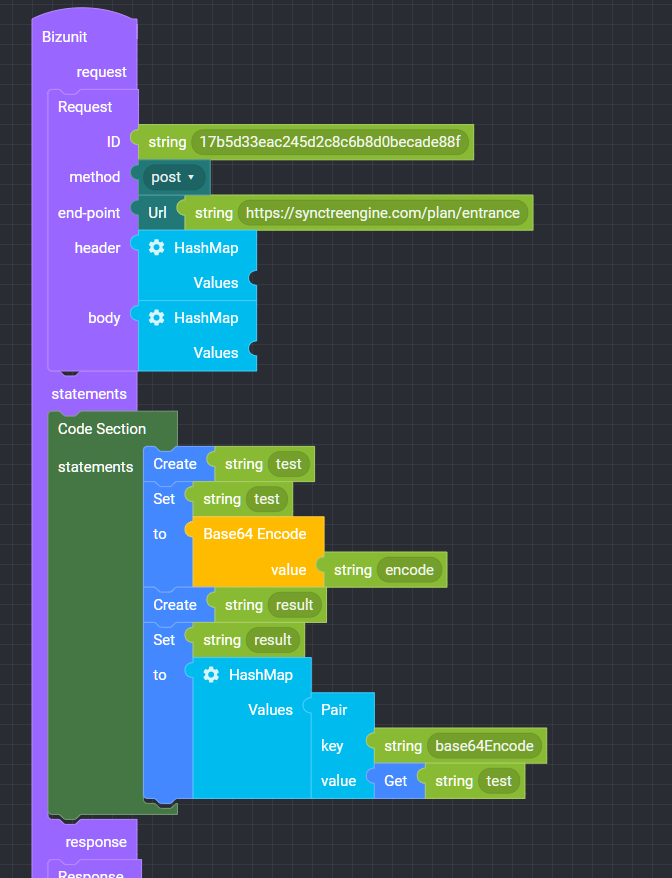 Bizunit
request
Request
ID string 17b5d33eac245d2c8c6b8d0becade88f
method post
end-point Url string https://synctreengine.com/plan/entrance
header HashMap
Values
body HashMap
Values
statements
Code Section
statements Create string test
Set string test
to Base64 Encode
value string encode
Create string result
Set string result
to HashMap
Values Pair
key string base64Encode
value Get string test
response
Response